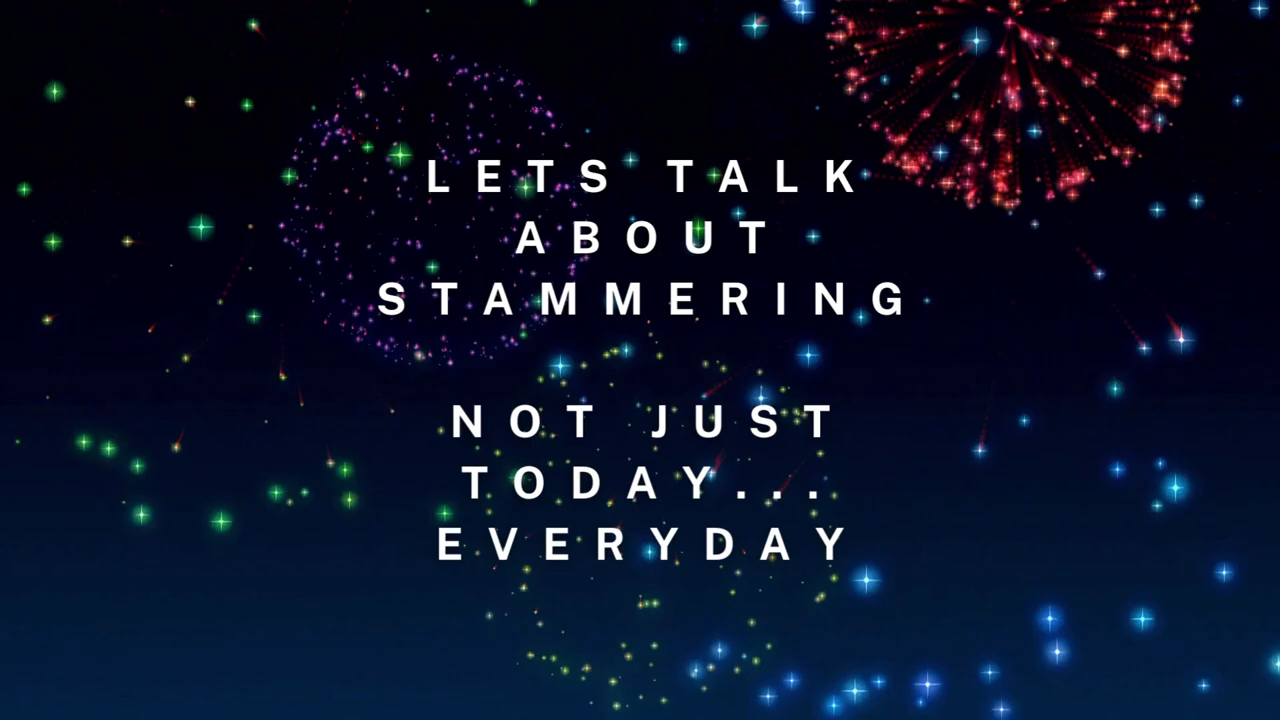 LETS TALK
ABOUT
STAMMERING
NOT JUST
TODAY...
EVERYDAY